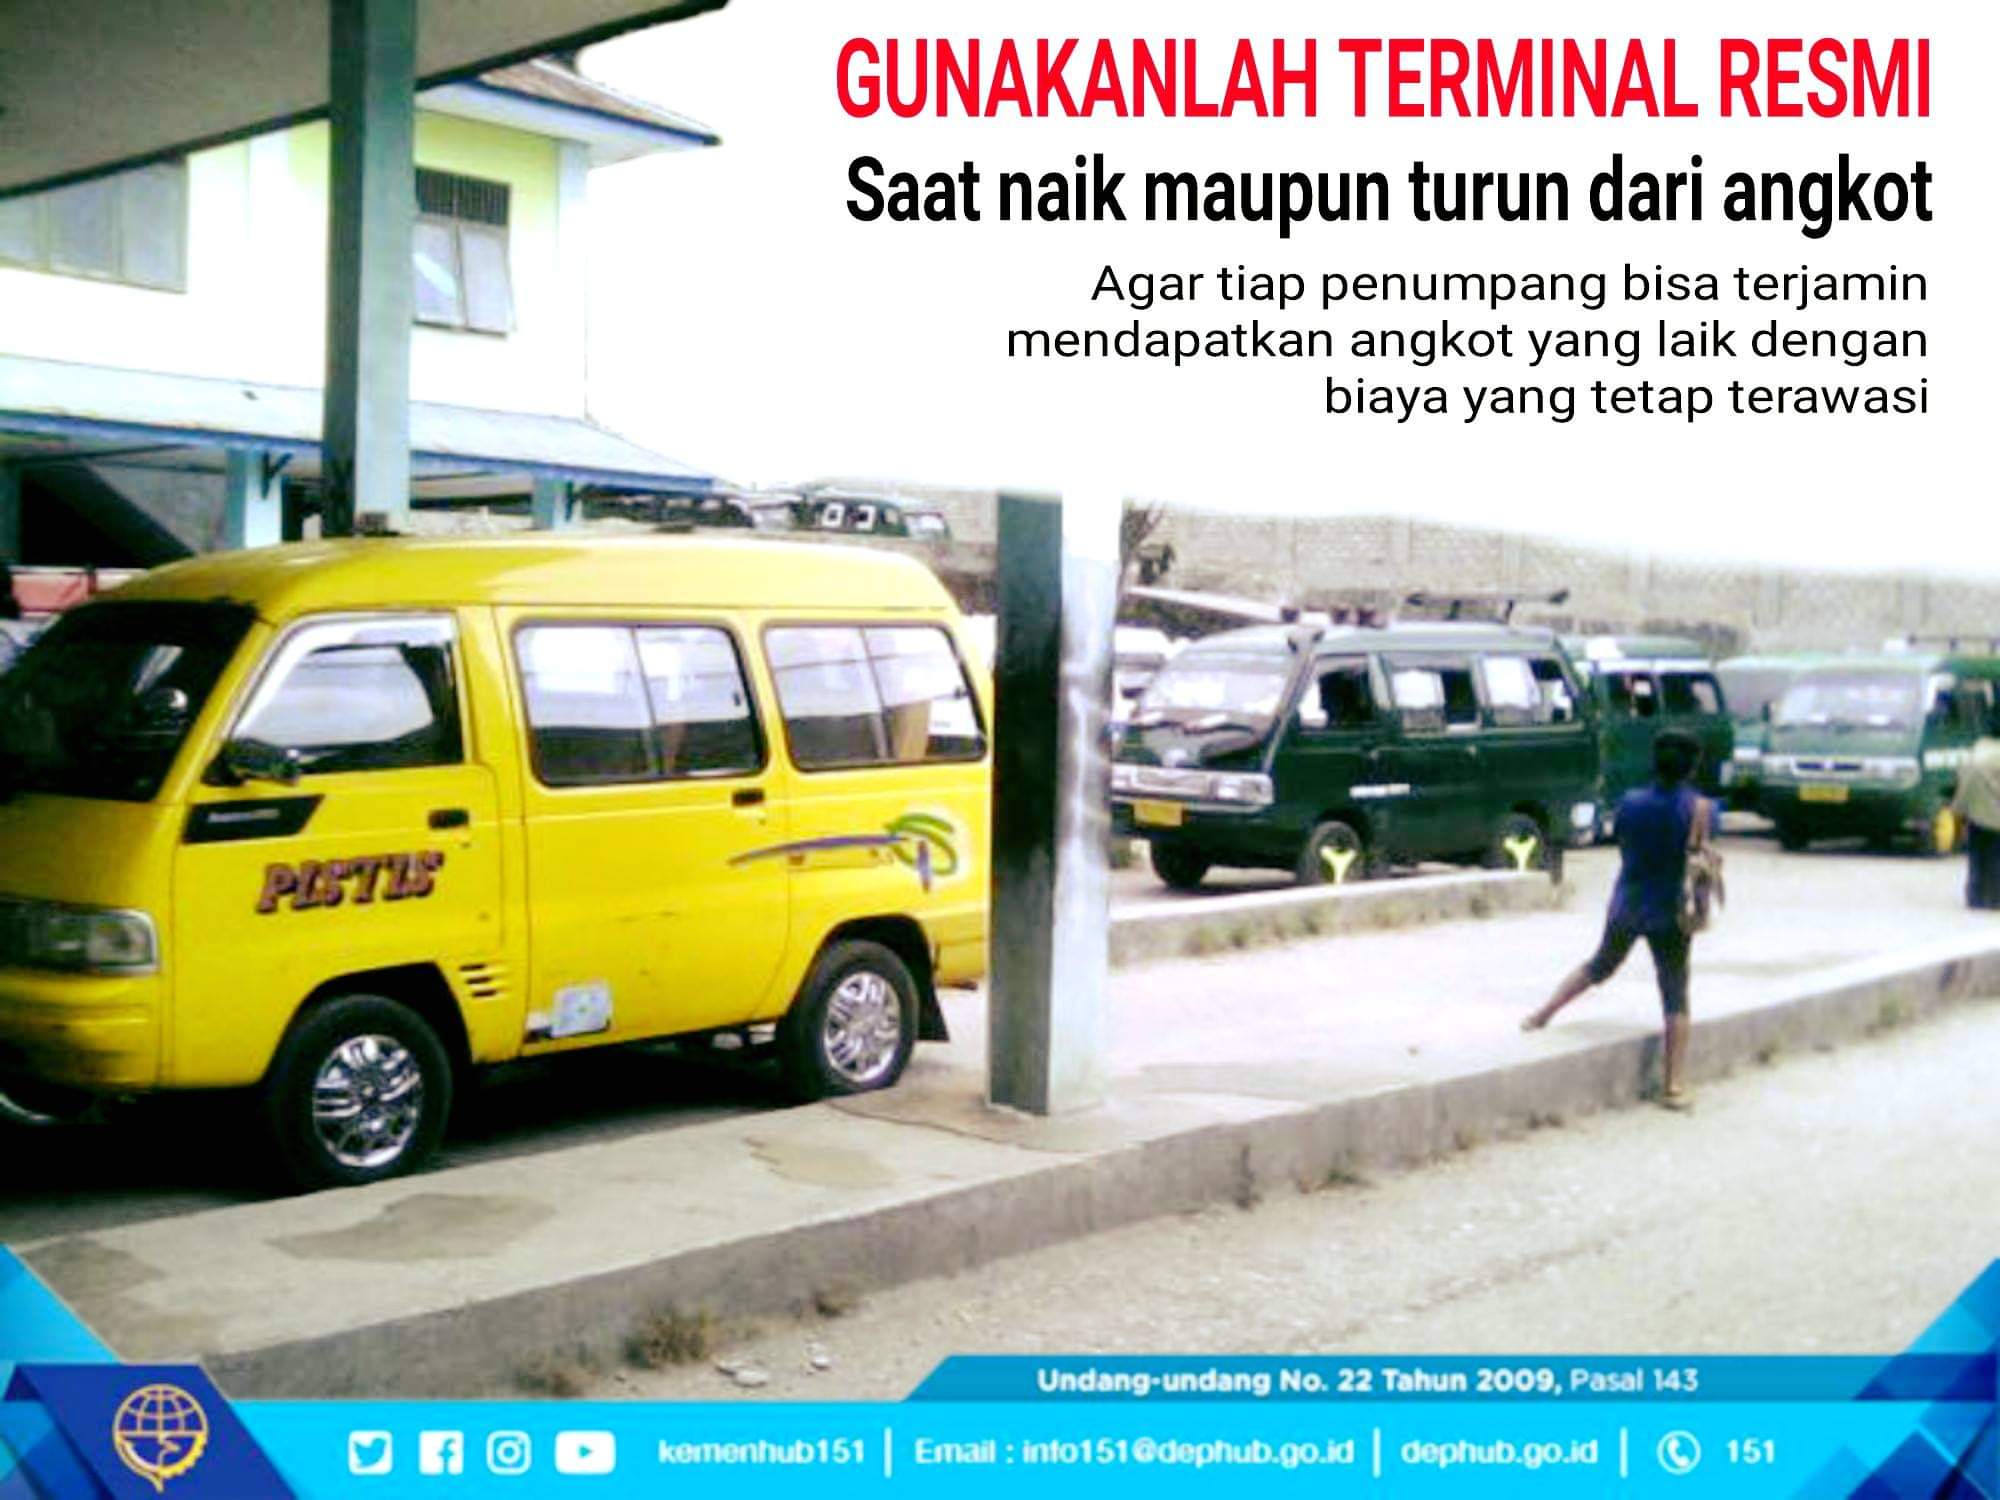 GUNAKANLAH TERMINAL RESMI
Saat naik maupun turun dari angkot
Agar tiap penumpang bisa terjamin
mendapatkan angkot yang laik dengan
biaya yang tetap terawasi
PISTIS
Undang-undang No. 22 Tahun 2009, Pasal 143
kemenhub151 | Email : info151@dephub.go.id | dephub.go.id | 151